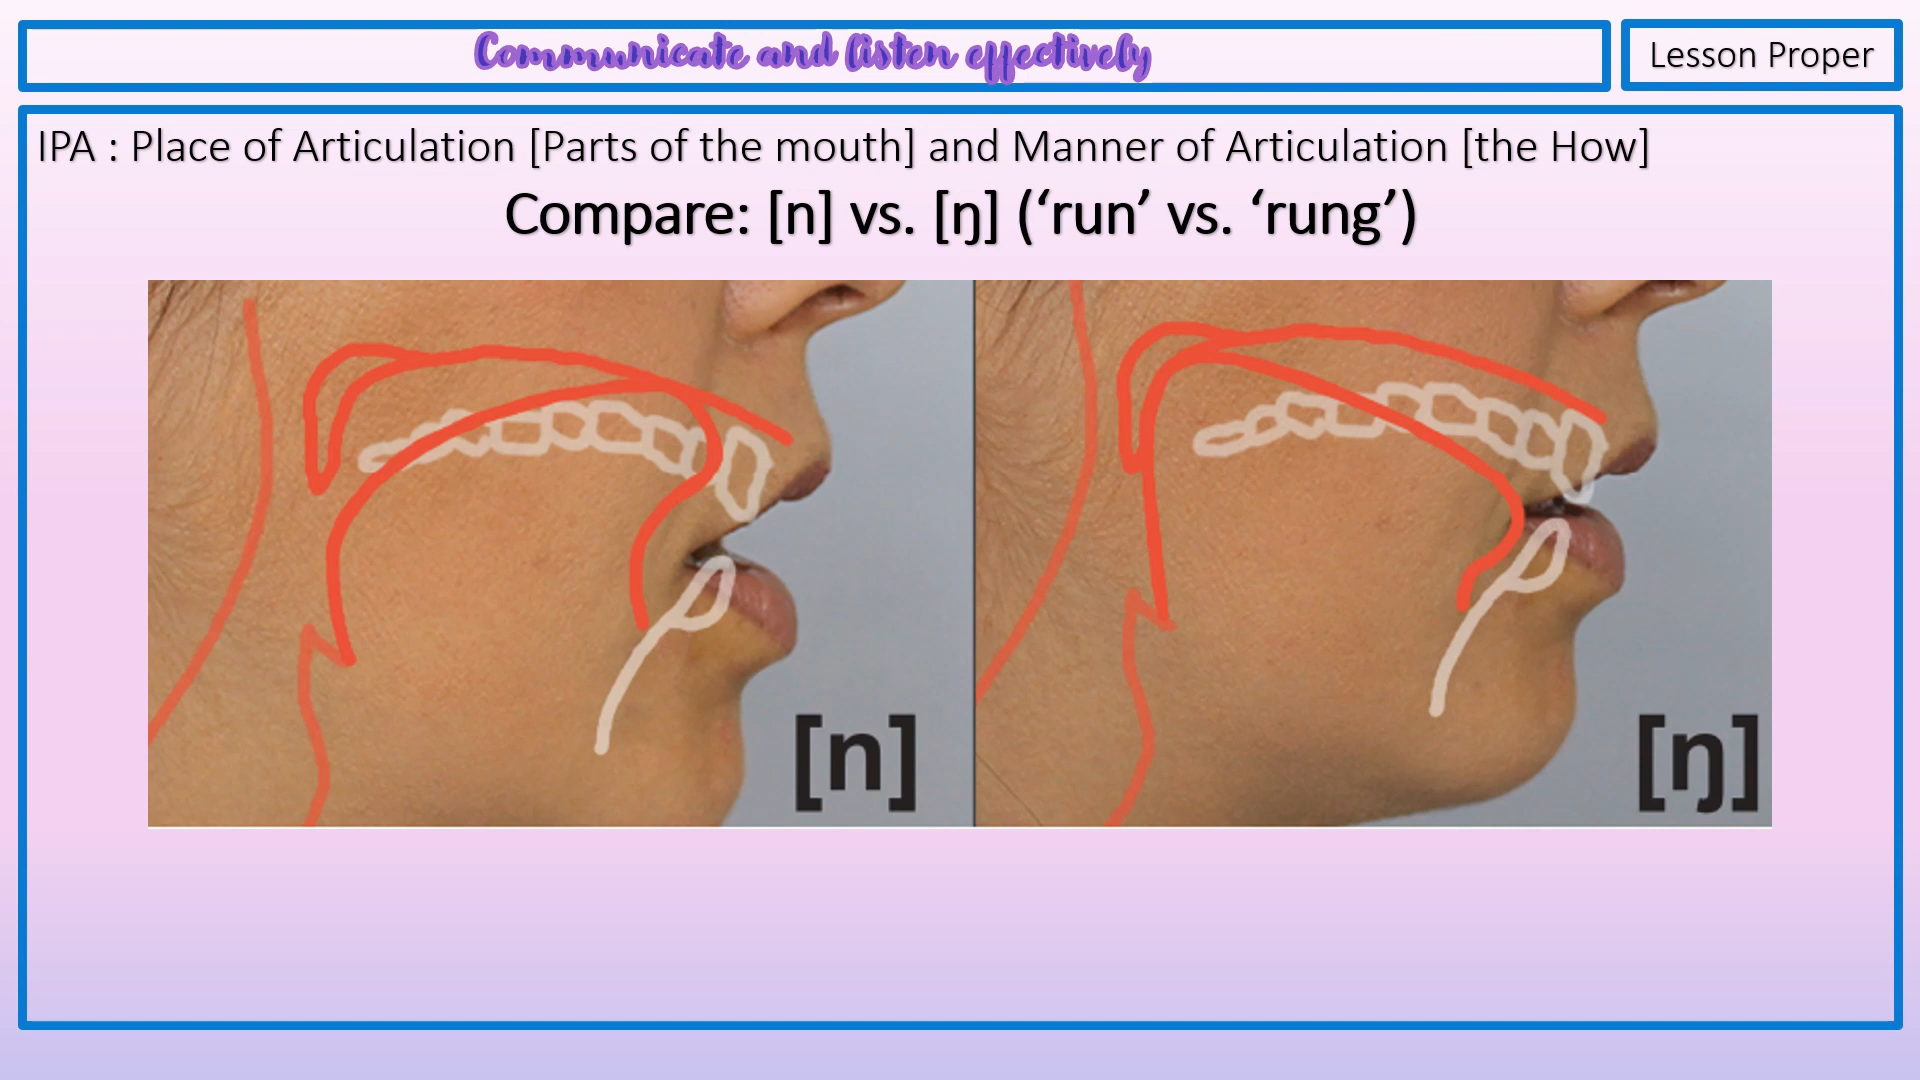 Communicate and listen effectively
Lesson Proper
IPA : Place of Articulation [Parts of the mouth] and Manner of Articulation [the How]
Compare: [n] vs. [ŋ] (‘run’ vs. ‘rung’)
[n]
[ŋ]